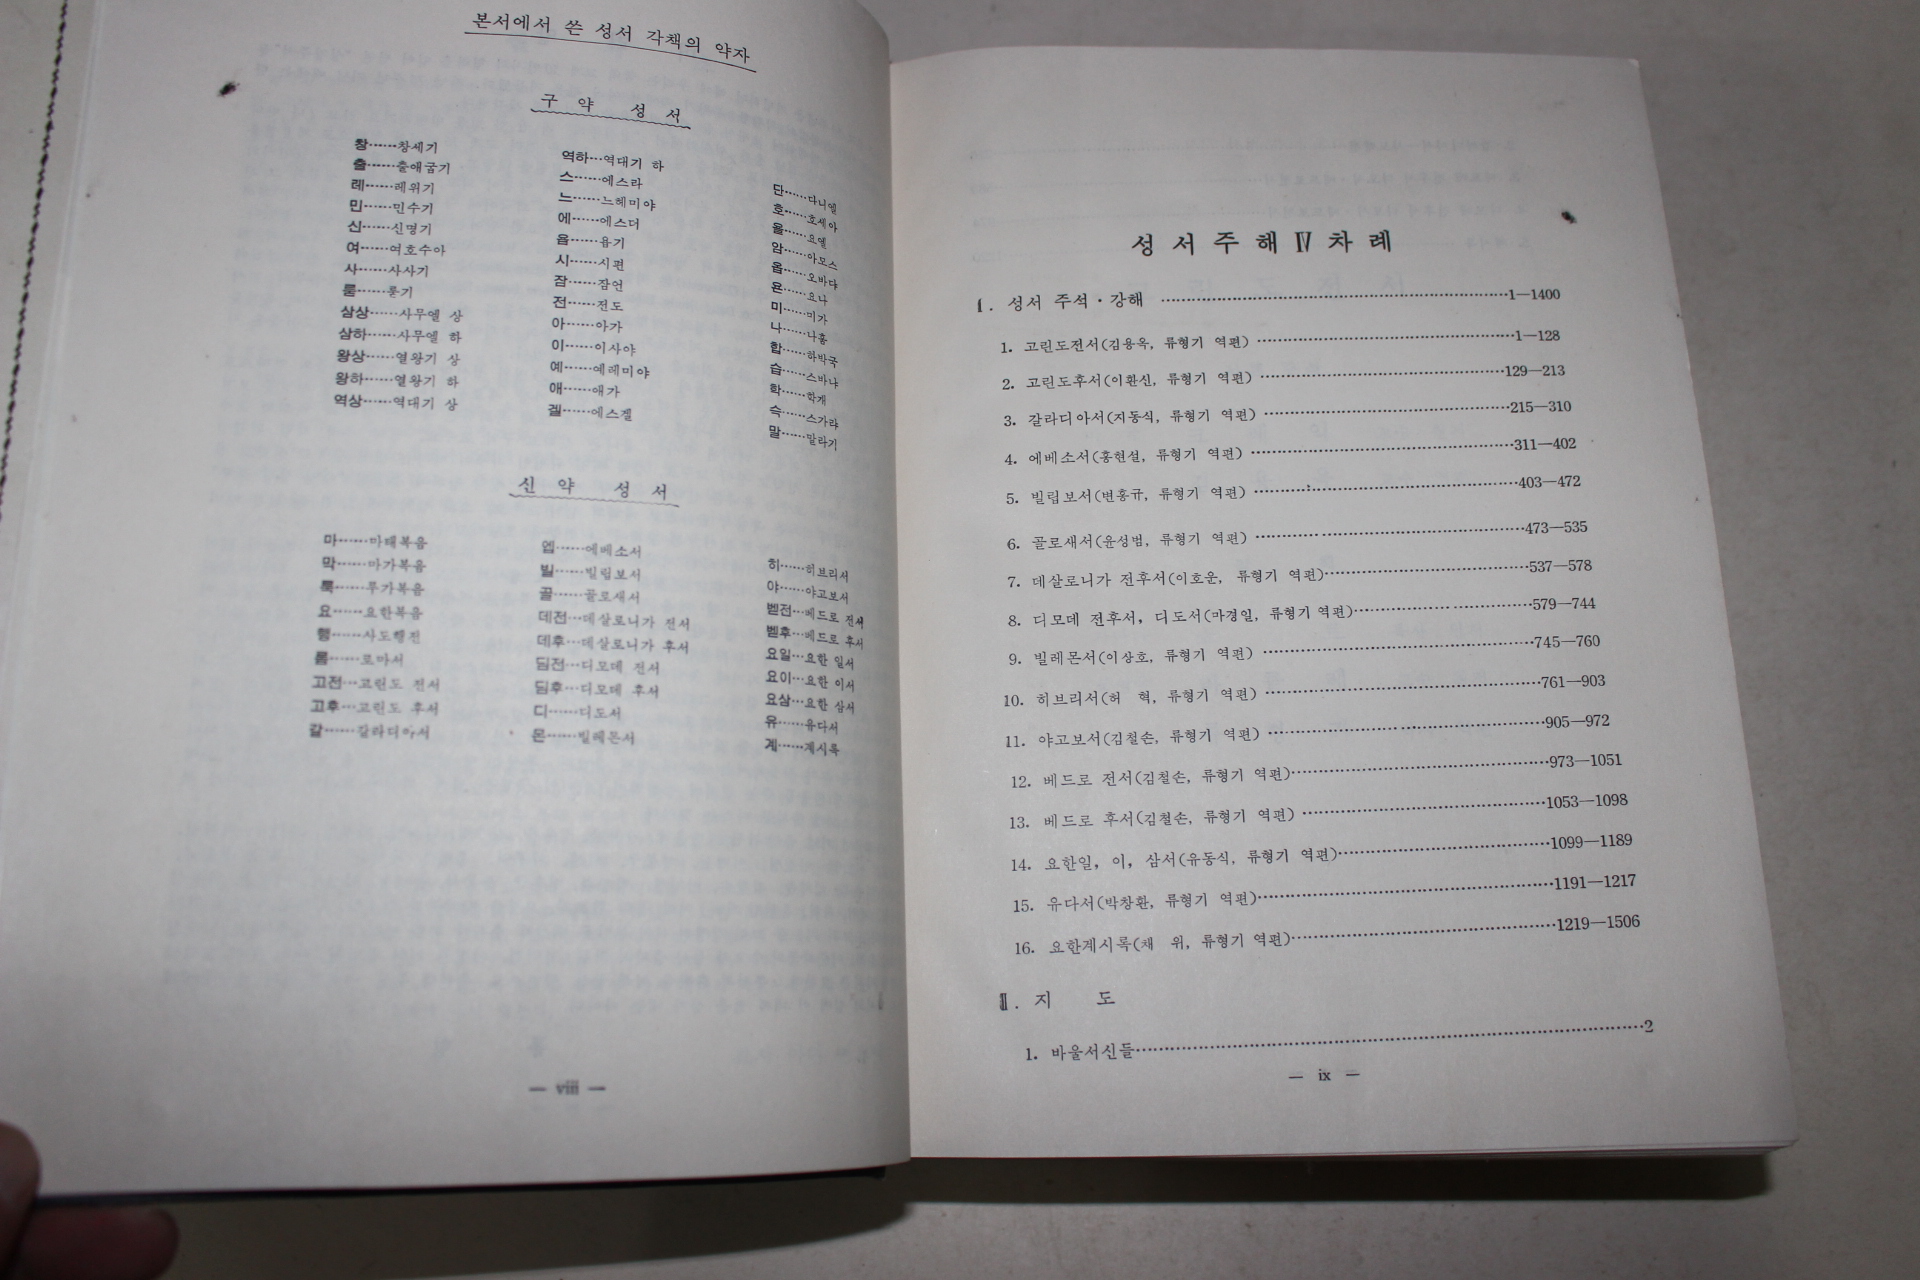 본서에서 쓴 성서 각책의 약자
구 약 성 서
창……창세기
출……출애굽기
레……레위기
민……민수기
신……신명기
여……여호수아
사……사사기
룸……룻기
삼상……사무엘 상
삼하……사무엘 하
왕상……열왕기 상
왕하……열왕기 하
역상……역대기 상
역하…역대기 하
스……에스라
느……느헤미야
에……에스더
욥……욥기
시……시편
잠……잠언
전……전도
아……아가
이……이사야
예……예레미야
애……애가
겔……에스겔
단……다니엘
호……호세아
욜……요엘
암……아모스
옵……오바댜
욘……요나
미……미가
나……나훔
합……하박국
습……스바냐
학……학개
슥……스가랴
말……말라기
신 약 성 서
마……마태복음
막……마가복음
룩……루가복음
요……요한복음
행……사도행전
롬……로마서
고전…고린도 전서
고후…고린도 후서
갈……갈라디아서
엡……에베소서
빌……빌립보서
골……골로새서
데전…데살로니가 전서
데후…데살로니가 후서
딤전…디모데 전서
딤후…디모데 후서
디……디도서
몬……빌레몬서
히……히브리서
야……야고보서
벧전…베드로 전서
벧후…베드로 후서
요일…요한 일서
요이…요한 이서
요삼…요한 삼서
유……유다서
계……계시록
— viii —
성 서 주 해 Ⅳ 차 례
Ⅰ. 성서 주석·강해 ……………1—1400
1. 고린도전서(김용옥, 류형기 역편) ……………1—128
2. 고린도후서(이환신, 류형기 역편) ……………129—213
3. 갈라디아서(지동식, 류형기 역편) ……………215—310
4. 에베소서(홍현설, 류형기 역편) ……………311—402
5. 빌립보서(변홍규, 류형기 역편) ……………403—472
6. 골로새서(윤성범, 류형기 역편) ……………473—535
7. 데살로니가 전후서(이호운, 류형기 역편)……………537—578
8. 디모데 전후서, 디도서(마경일, 류형기 역편)……………579—744
9. 빌레몬서(이상호, 류형기 역편) ……………745—760
10. 히브리서(허 혁, 류형기 역편) ……………761—903
11. 야고보서(김철손, 류형기 역편) ……………905—972
12. 베드로 전서(김철손, 류형기 역편)……………973—1051
13. 베드로 후서(김철손, 류형기 역편) ……………1053—1098
14. 요한일, 이, 삼서(유동식, 류형기 역편)……………1099—1189
15. 유다서(박창환, 류형기 역편)……………1191—1217
16. 요한계시록(채 위, 류형기 역편)……………1219—1506
Ⅱ. 지 도
1. 바울서신들……………2
— ix —